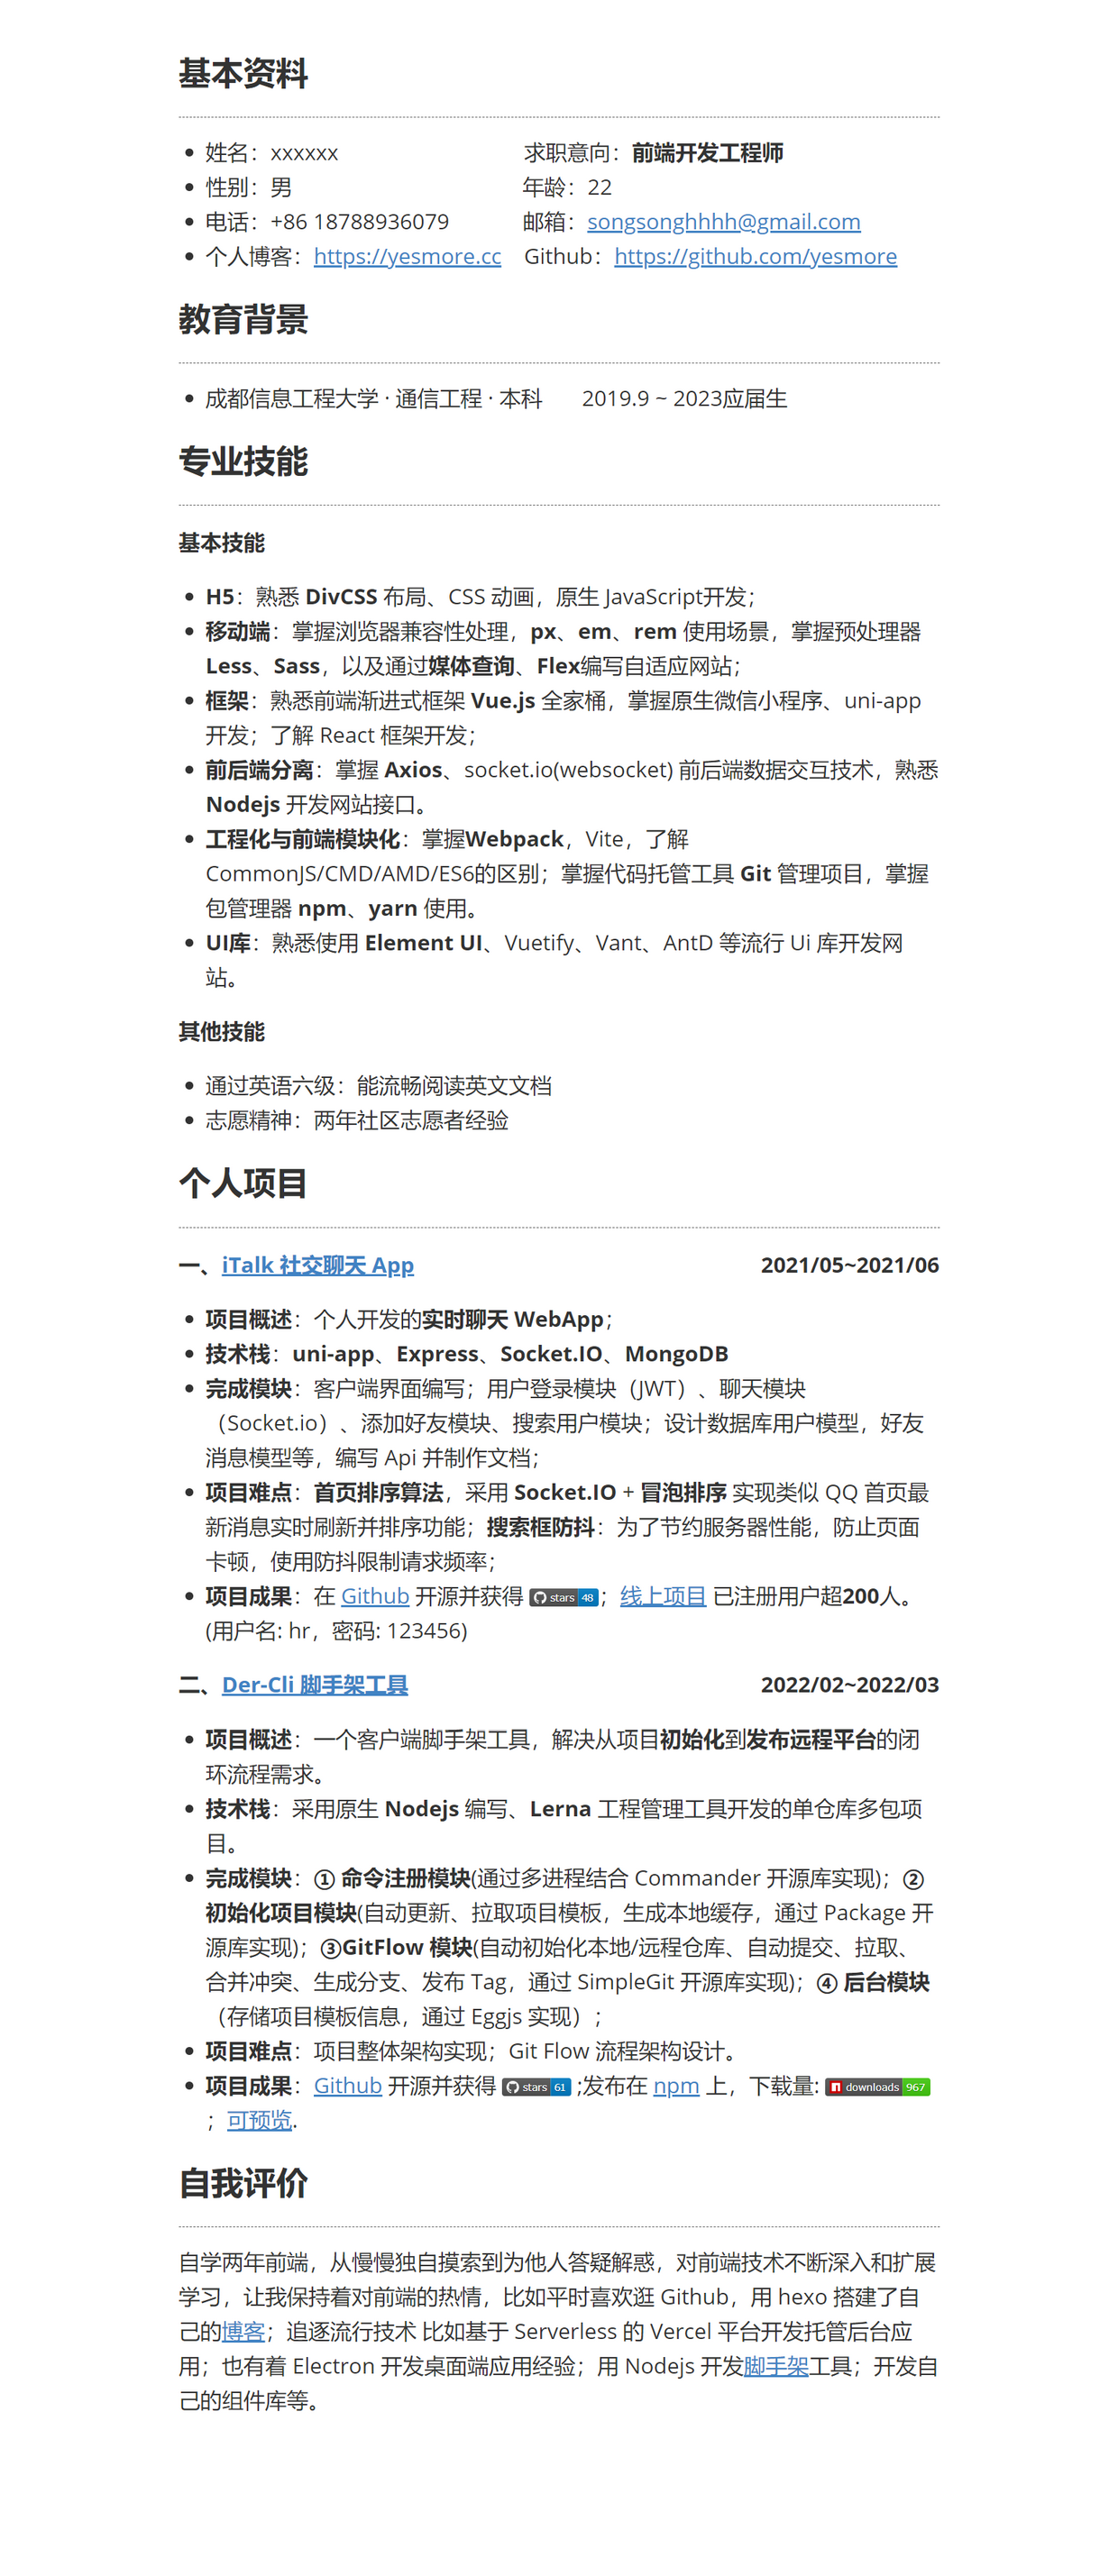 基本资料
姓名：xxxxxx 求职意向：前端开发工程师
性别：男 年龄：22
电话：+86 18788936079 邮箱：songsonghhhh@gmail.com
个人博客：https://yesmore.cc Github：https://github.com/yesmore
教育背景
成都信息工程大学 · 通信工程 · 本科 2019.9 ~ 2023应届生
专业技能
基本技能
H5：熟悉 DivCSS 布局、CSS 动画，原生 JavaScript开发；
移动端：掌握浏览器兼容性处理，px、em、rem 使用场景，掌握预处理器
Less、Sass，以及通过媒体查询、Flex编写自适应网站；
框架：熟悉前端渐进式框架 Vue.js 全家桶，掌握原生微信小程序、uni-app
开发；了解 React 框架开发；
前后端分离：掌握 Axios、socket.io(websocket) 前后端数据交互技术，熟悉
Nodejs 开发网站接口。
工程化与前端模块化：掌握Webpack，Vite，了解
CommonJS/CMD/AMD/ES6的区别；掌握代码托管工具 Git 管理项目，掌握
包管理器 npm、yarn 使用。
UI库：熟悉使用 Element UI、Vuetify、Vant、AntD 等流行 Ui 库开发网
站。
其他技能
通过英语六级：能流畅阅读英文文档
志愿精神：两年社区志愿者经验
个人项目
一、iTalk 社交聊天 App 2021/05~2021/06
项目概述：个人开发的实时聊天 WebApp；
技术栈：uni-app、Express、Socket.IO、MongoDB
完成模块：客户端界面编写；用户登录模块（JWT）、聊天模块
（Socket.io）、添加好友模块、搜索用户模块；设计数据库用户模型，好友
消息模型等，编写 Api 并制作文档；
项目难点：首页排序算法，采用 Socket.IO + 冒泡排序 实现类似 QQ 首页最
新消息实时刷新并排序功能；搜索框防抖：为了节约服务器性能，防止页面
卡顿，使用防抖限制请求频率；
项目成果：在 Github 开源并获得 stars 48；线上项目 已注册用户超200人。
(用户名: hr，密码: 123456)
二、Der-Cli 脚手架工具 2022/02~2022/03
项目概述：一个客户端脚手架工具，解决从项目初始化到发布远程平台的闭
环流程需求。
技术栈：采用原生 Nodejs 编写、Lerna 工程管理工具开发的单仓库多包项
目。
完成模块：① 命令注册模块(通过多进程结合 Commander 开源库实现)；②
初始化项目模块(自动更新、拉取项目模板，生成本地缓存，通过 Package 开
源库实现)；③GitFlow 模块(自动初始化本地/远程仓库、自动提交、拉取、
合并冲突、生成分支、发布 Tag，通过 SimpleGit 开源库实现)；④ 后台模块
（存储项目模板信息，通过 Eggjs 实现）；
项目难点：项目整体架构实现；Git Flow 流程架构设计。
项目成果：Github 开源并获得 stars 61 ;发布在 npm 上，下载量: downloads 967
；可预览.
自我评价
自学两年前端，从慢慢独自摸索到为他人答疑解惑，对前端技术不断深入和扩展
学习，让我保持着对前端的热情，比如平时喜欢逛 Github，用 hexo 搭建了自
己的博客；追逐流行技术 比如基于 Serverless 的 Vercel 平台开发托管后台应
用；也有着 Electron 开发桌面端应用经验；用 Nodejs 开发脚手架工具；开发自
己的组件库等。